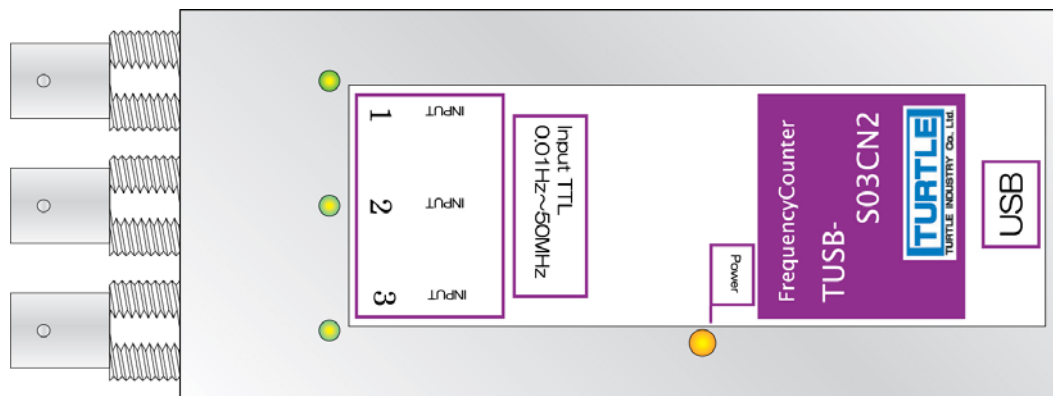 1
INPUT
2
INPUT
3
INPUT
Input TTL
0.01Hz~50MHz
Power
FrequencyCounter
TUSB-
S03CN2
TURTLE
TURTLE INDUSTRY Co., Ltd.
USB